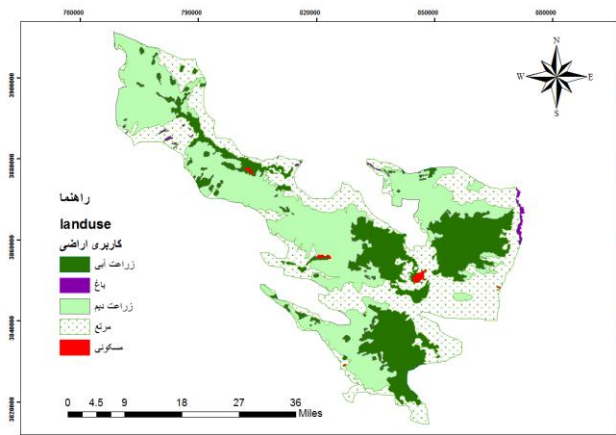 760000 790000 820000 850000 880000
3900000
3880000
3860000
3840000
3820000
N
W E
S
راهنما
landuse
کاربری اراضی
زراعت آبی
باغ
زراعت دیم
مرتع
مسکونی
0 4.5 9 18 27 36
Miles